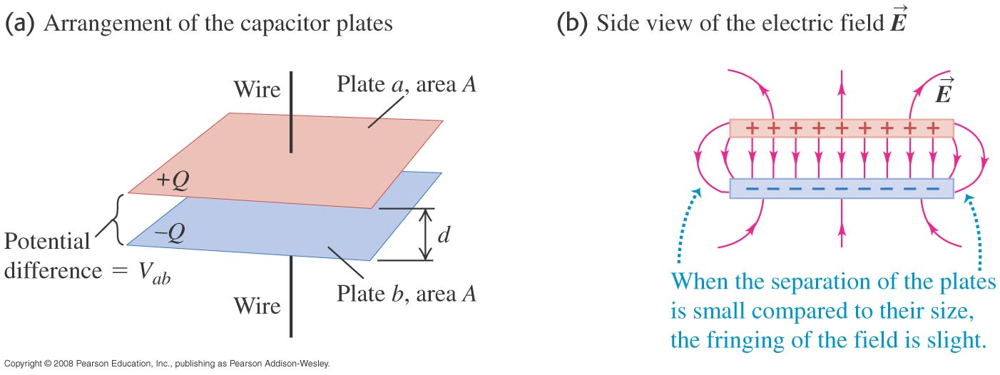 (a) Arrangement of the capacitor plates
Wire
Plate a, area A
+Q
−Q
Potential
difference = Vab
d
Wire
Plate b, area A
(b) Side view of the electric field E⃗
E⃗
+ + + + + + + + +
− − − − − − − − −
When the separation of the plates
is small compared to their size,
the fringing of the field is slight.
Copyright © 2008 Pearson Education, Inc., publishing as Pearson Addison-Wesley.